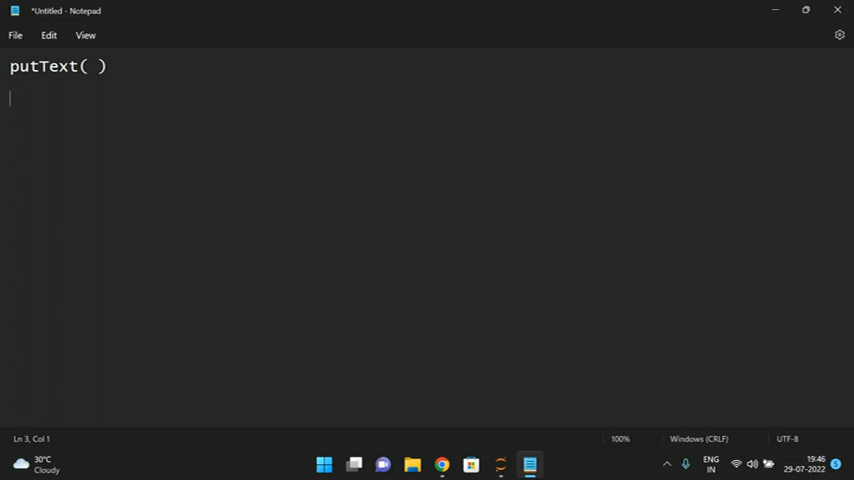 *Untitled - Notepad
File Edit View
putText( )
Ln 3, Col 1 100% Windows (CRLF) UTF-8
30°C
Cloudy
ENG
IN
19:46
29-07-2022
5